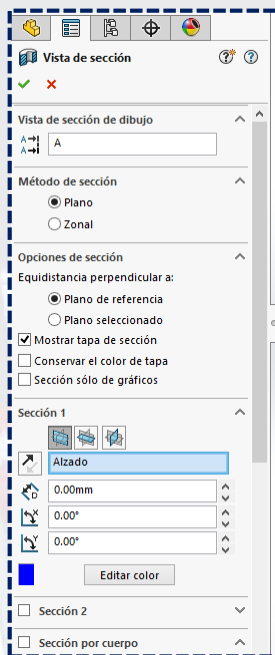 Vista de sección
Vista de sección de dibujo
A
Método de sección
Plano
Zonal
Opciones de sección
Equidistancia perpendicular a:
Plano de referencia
Plano seleccionado
Mostrar tapa de sección
Conservar el color de tapa
Sección sólo de gráficos
Sección 1
Alzado
0.00mm
0.00°
0.00°
Editar color
Sección 2
Sección por cuerpo